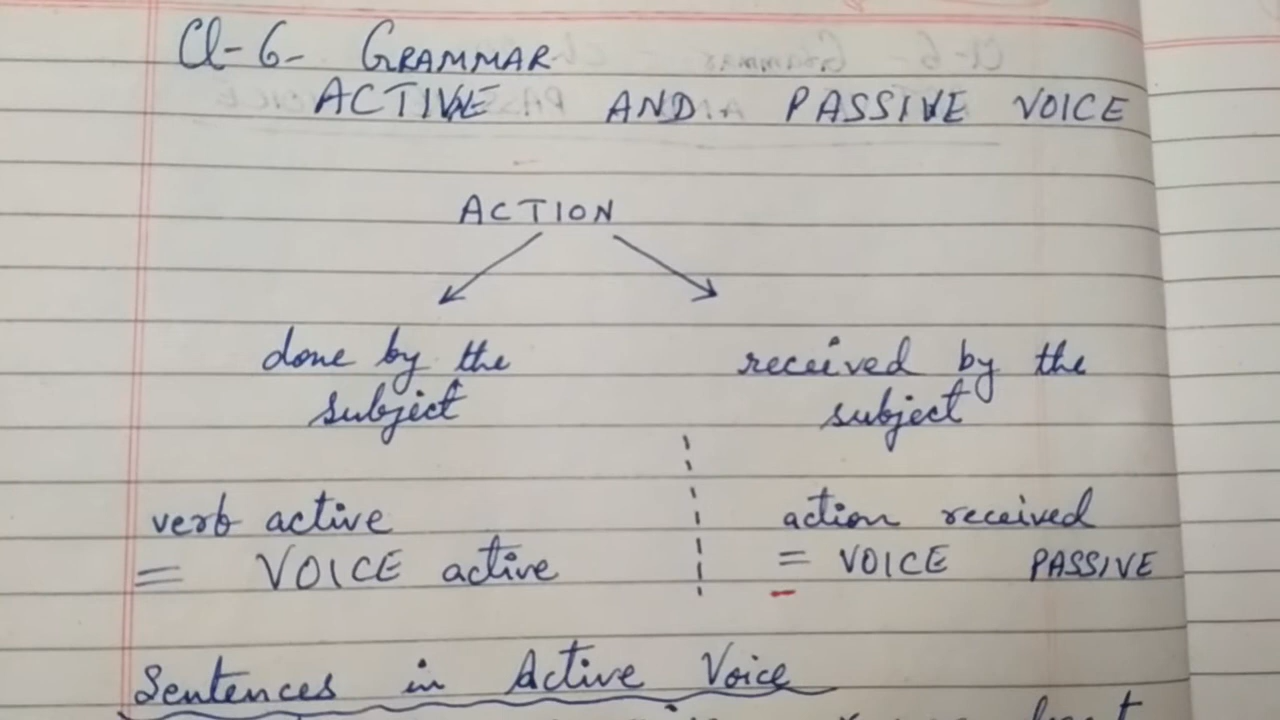 Cl-6- GRAMMAR
ACTIVE AND PASSIVE VOICE
ACTION
done by the
subject
received by the
subject
verb active
= VOICE active
action received
= VOICE PASSIVE
Sentences in Active Voice